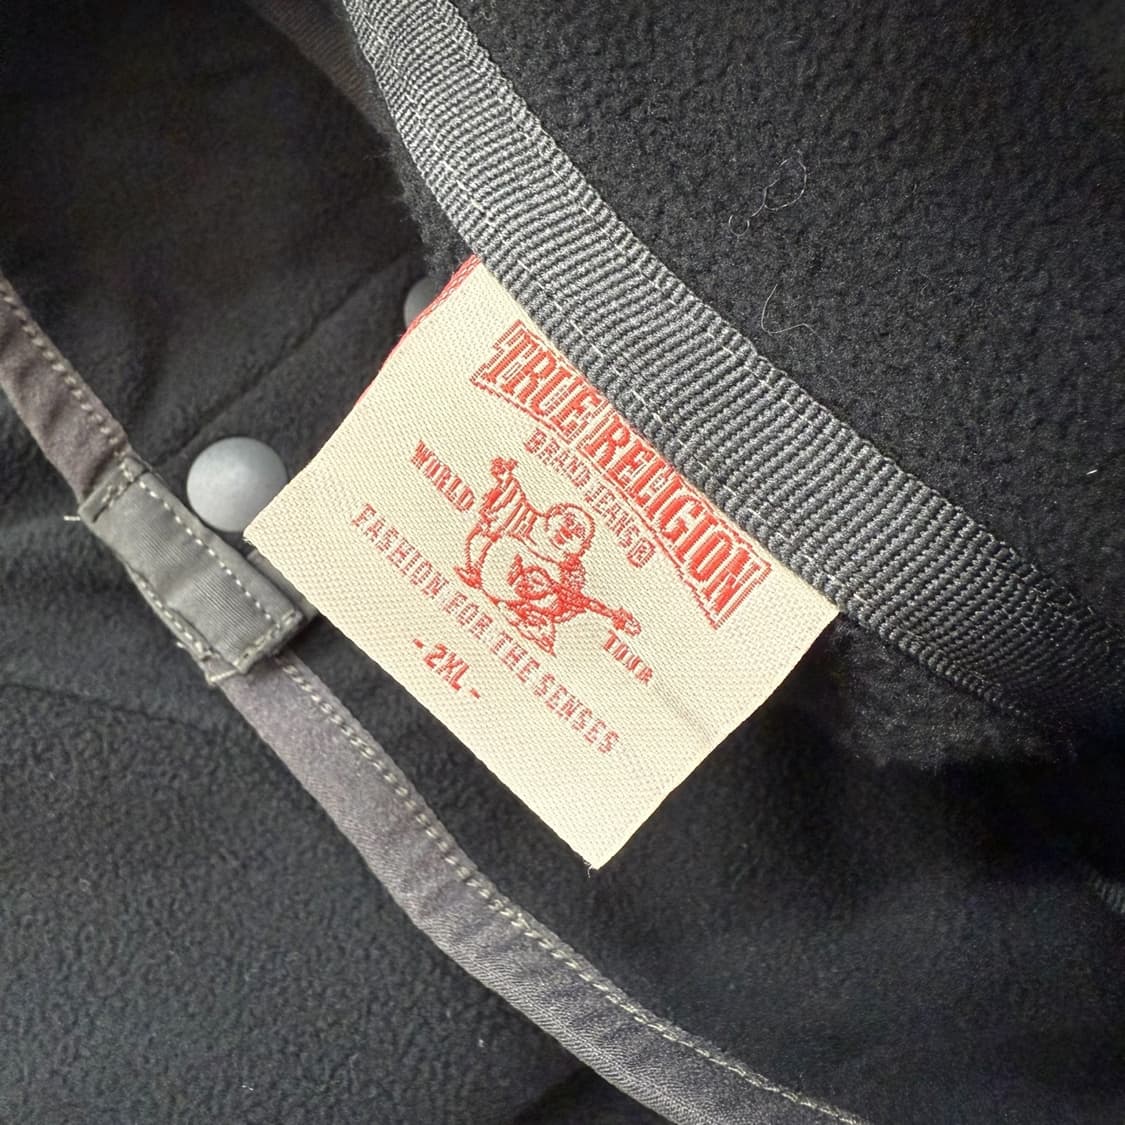 TRUE RELIGION
BRAND JEANS®
WORLD TOUR
FASHION FOR THE SENSES
- 2XL -